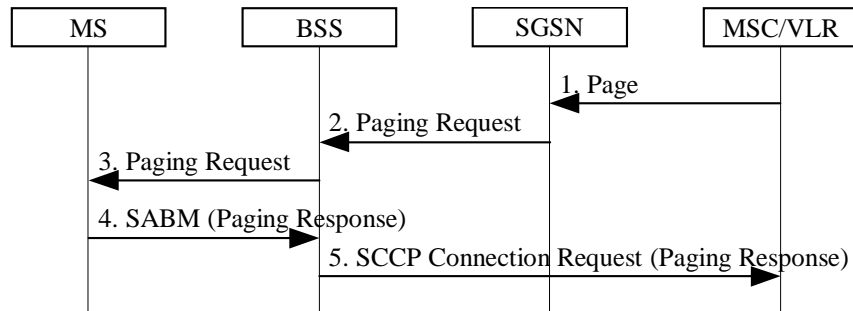 MS
BSS
SGSN
MSC/VLR
1. Page
2. Paging Request
3. Paging Request
4. SABM (Paging Response)
5. SCCP Connection Request (Paging Response)